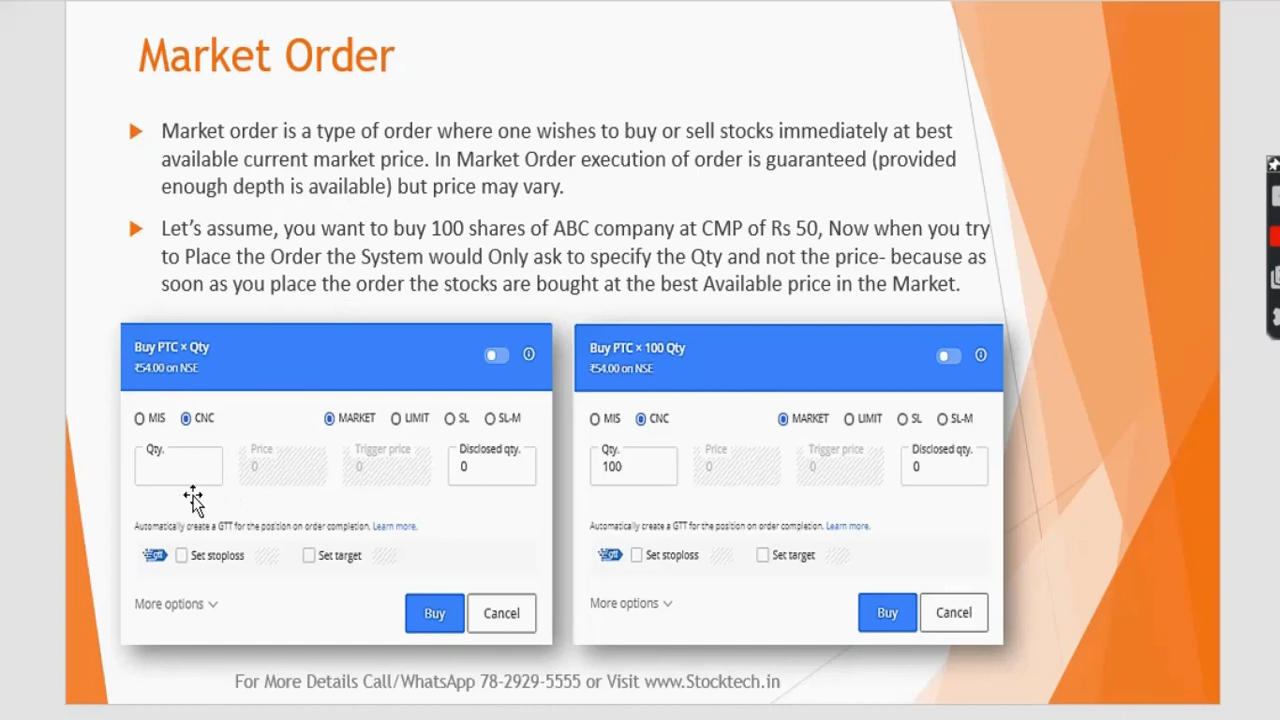 Market Order
Market order is a type of order where one wishes to buy or sell stocks immediately at best
available current market price. In Market Order execution of order is guaranteed (provided
enough depth is available) but price may vary.
Let's assume, you want to buy 100 shares of ABC company at CMP of Rs 50, Now when you try
to Place the Order the System would Only ask to specify the Qty and not the price- because as
soon as you place the order the stocks are bought at the best Available price in the Market.
Buy PTC × Qty
₹54.00 on NSE
MIS CNC MARKET LIMIT SL SL-M
Qty. Price Trigger price Disclosed qty.
0 0 0
Automatically create a GTT for the position on order completion. Learn more.
GTT Set stoploss Set target
More options Buy Cancel
Buy PTC × 100 Qty
₹54.00 on NSE
MIS CNC MARKET LIMIT SL SL-M
Qty. Price Trigger price Disclosed qty.
100 0 0 0
Automatically create a GTT for the position on order completion. Learn more.
GTT Set stoploss Set target
More options Buy Cancel
For More Details Call/WhatsApp 78-2929-5555 or Visit www.Stocktech.in